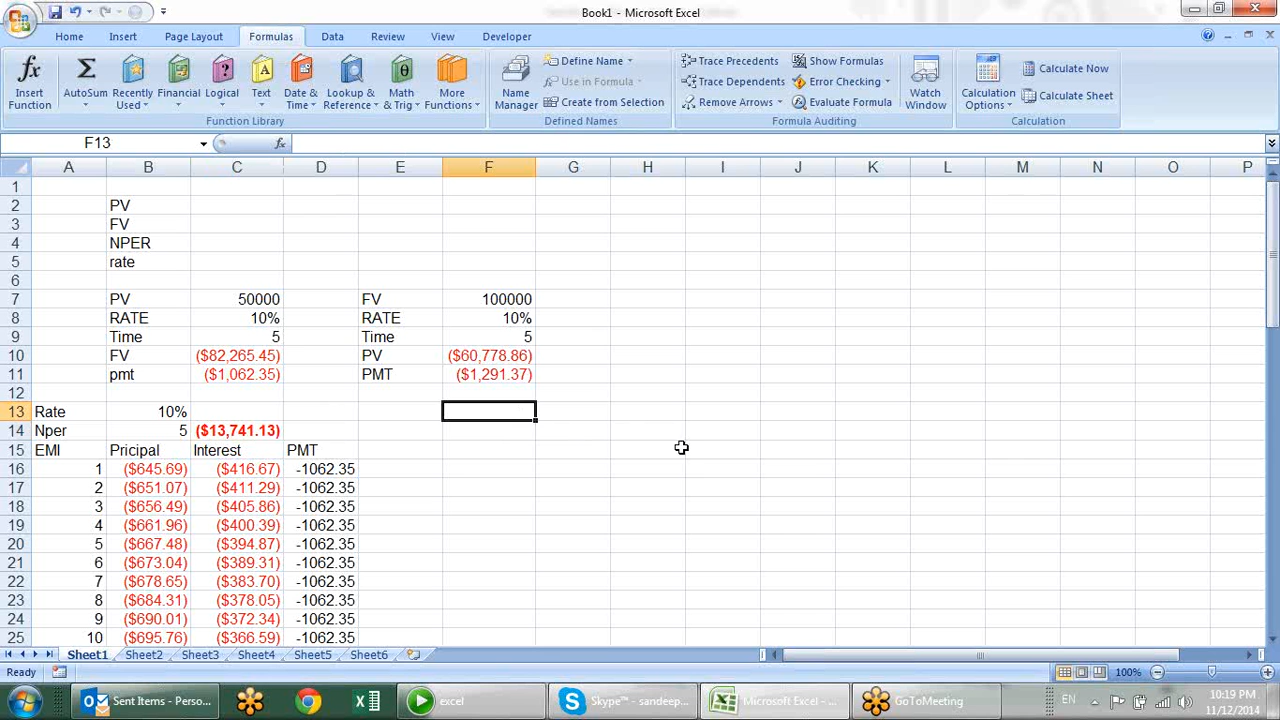 Book1 - Microsoft Excel
Home Insert Page Layout Formulas Data Review View Developer
Insert Function
AutoSum
Recently Used
Financial
Logical
Text
Date & Time
Lookup & Reference
Math & Trig
More Functions
Function Library
Name Manager
Define Name
Use in Formula
Create from Selection
Defined Names
Trace Precedents
Trace Dependents
Remove Arrows
Show Formulas
Error Checking
Evaluate Formula
Formula Auditing
Watch Window
Calculation Options
Calculate Now
Calculate Sheet
Calculation
F13 fx
A B C D E F G H I J K L M N O P
1
2 PV
3 FV
4 NPER
5 rate
6
7 PV 50000 FV 100000
8 RATE 10% RATE 10%
9 Time 5 Time 5
10 FV ($82,265.45) PV ($60,778.86)
11 pmt ($1,062.35) PMT ($1,291.37)
12
13 Rate 10%
14 Nper 5 ($13,741.13)
15 EMI Pricipal Interest PMT
16 1 ($645.69) ($416.67) -1062.35
17 2 ($651.07) ($411.29) -1062.35
18 3 ($656.49) ($405.86) -1062.35
19 4 ($661.96) ($400.39) -1062.35
20 5 ($667.48) ($394.87) -1062.35
21 6 ($673.04) ($389.31) -1062.35
22 7 ($678.65) ($383.70) -1062.35
23 8 ($684.31) ($378.05) -1062.35
24 9 ($690.01) ($372.34) -1062.35
25 10 ($695.76) ($366.59) -1062.35
Sheet1 Sheet2 Sheet3 Sheet4 Sheet5 Sheet6
Ready 100%
Sent Items - Perso... excel Skype™ - sandeep... Microsoft Excel - ... GoToMeeting EN 10:19 PM
11/12/2014